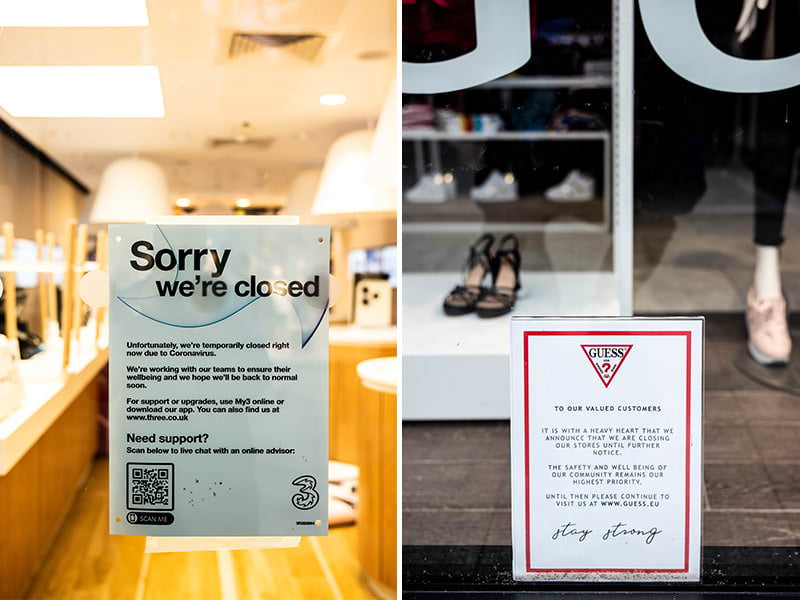 Sorry
we're closed
Unfortunately, we're temporarily closed right
now due to Coronavirus.
We're working with our teams to ensure their
wellbeing and we hope we'll be back to normal
soon.
For support or upgrades, use My3 online or
download our app. You can also find us at
www.three.co.uk
Need support?
Scan below to live chat with an online advisor:
SCAN ME
3
G
GUESS
?
TO OUR VALUED CUSTOMERS
IT IS WITH A HEAVY HEART THAT WE
ANNOUNCE THAT WE ARE CLOSING
OUR STORES UNTIL FURTHER
NOTICE.
THE SAFETY AND WELL BEING OF
OUR COMMUNITY REMAINS OUR
HIGHEST PRIORITY.
UNTIL THEN PLEASE CONTINUE TO
VISIT US AT WWW.GUESS.EU
stay strong